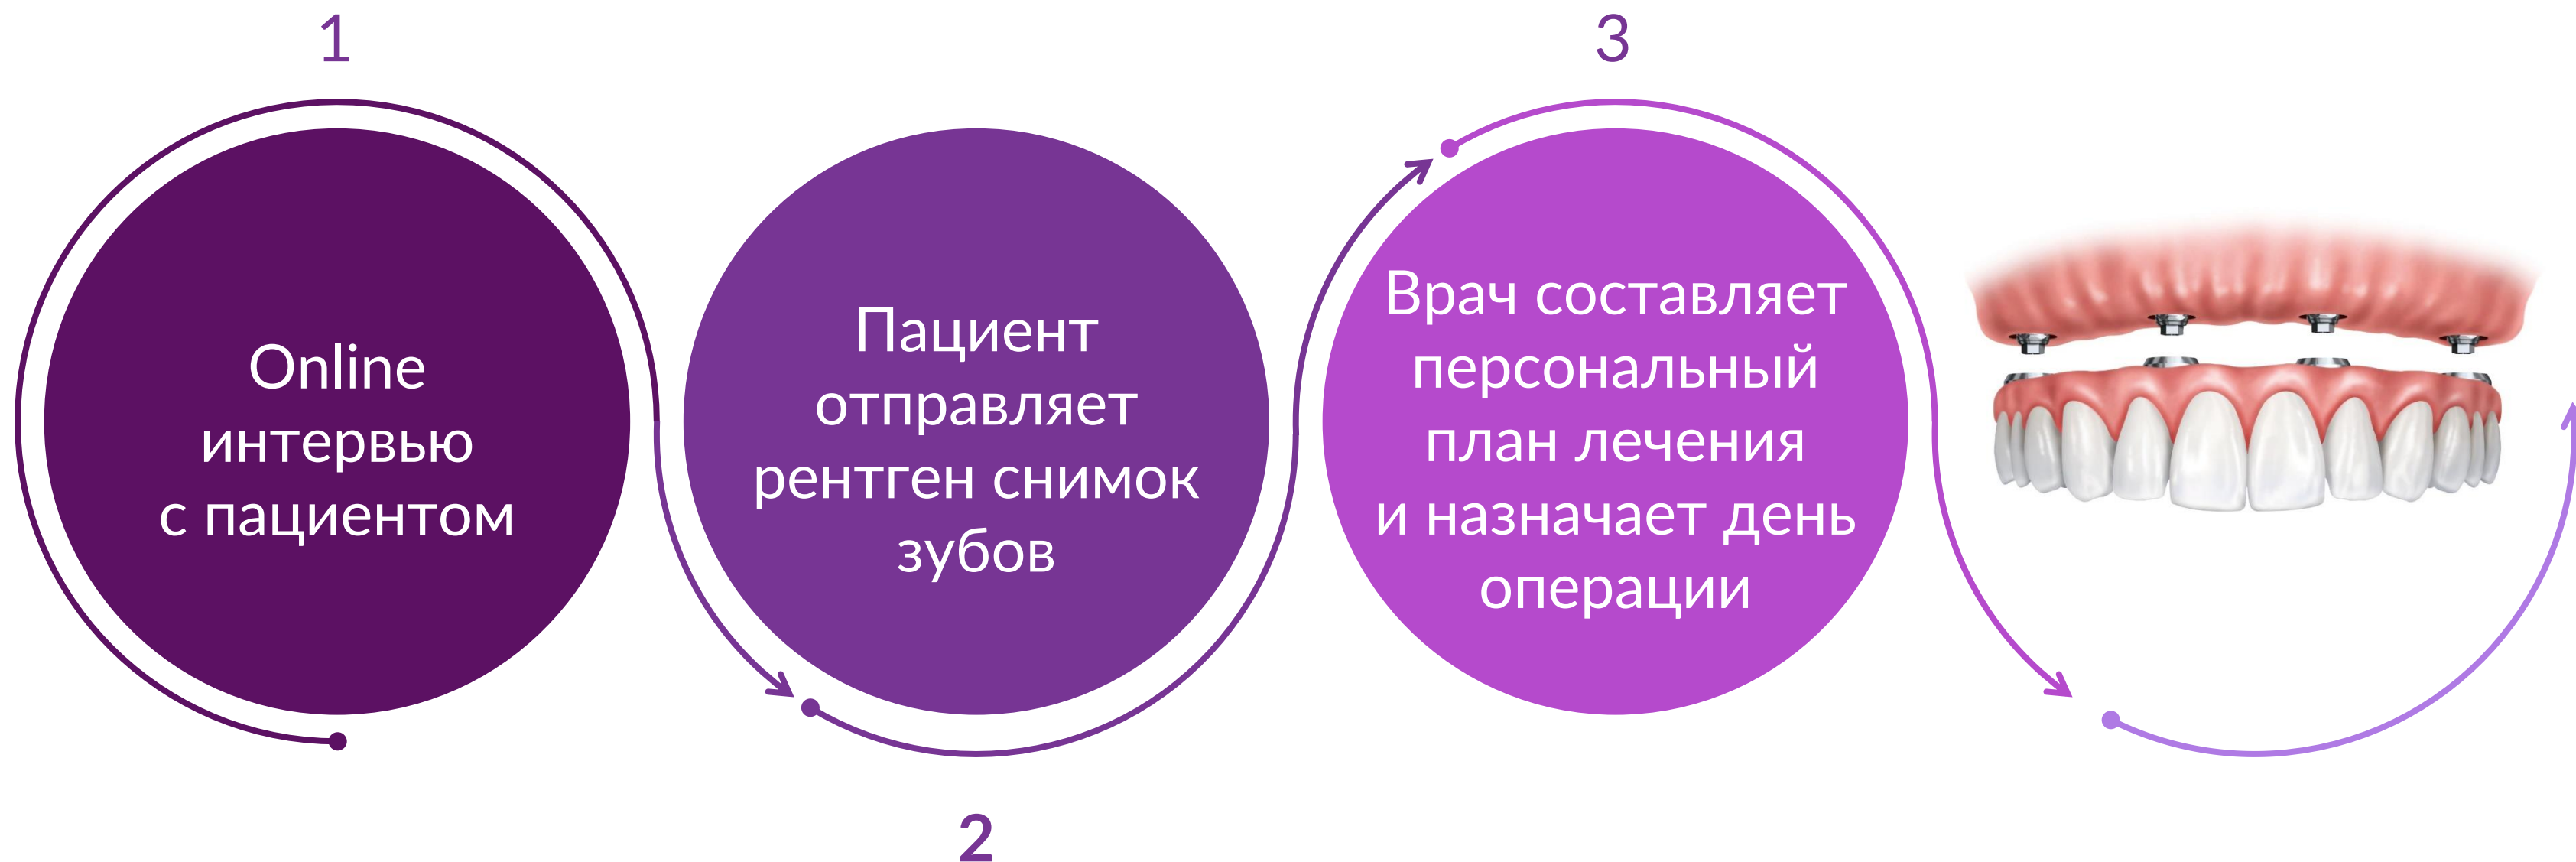 1
Online
интервью
с пациентом
2
Пациент
отправляет
рентген снимок
зубов
3
Врач составляет
персональный
план лечения
и назначает день
операции